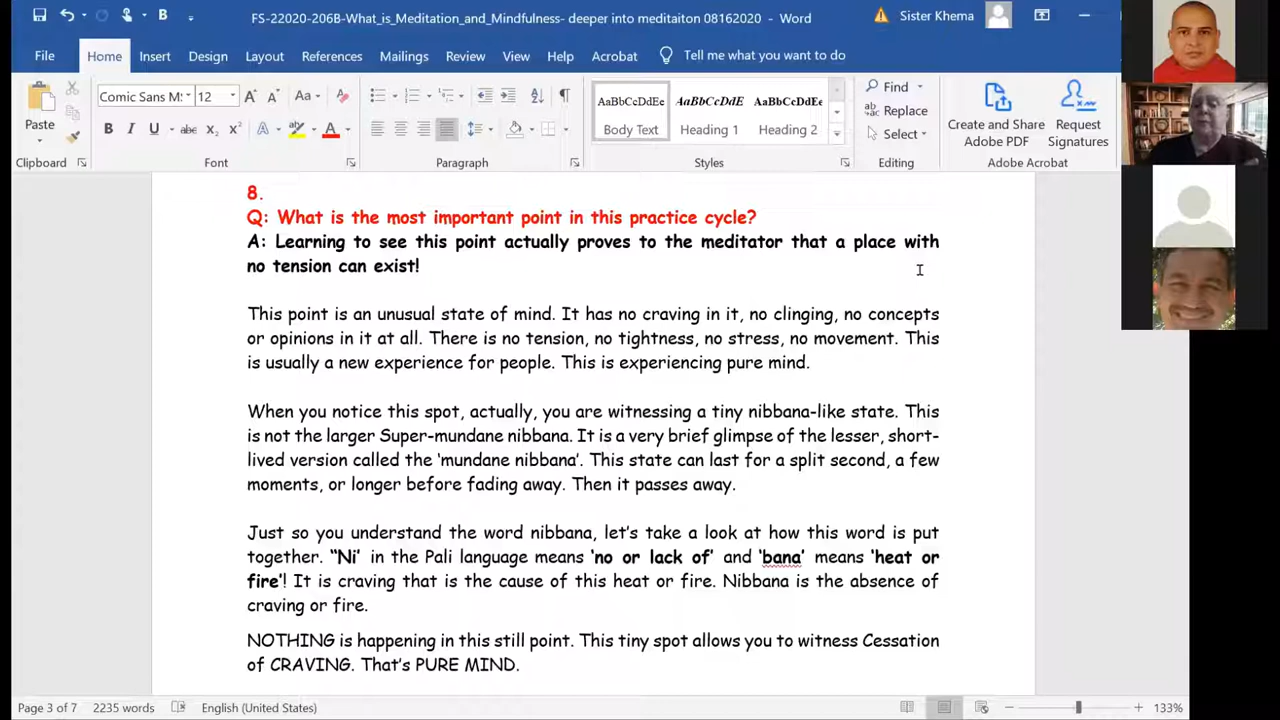 FS-22020-206B-What_is_Meditation_and_Mindfulness- deeper into meditaiton 08162020 - Word
Sister Khema
File Home Insert Design Layout References Mailings Review View Help Acrobat Tell me what you want to do
Paste
Clipboard
Comic Sans M: 12
Font
Paragraph
AaBbCcDdEe AaBbCcDdE AaBbCcDdEe
Body Text Heading 1 Heading 2
Styles
Find
Replace
Select
Editing
Create and Share Adobe PDF
Request Signatures
Adobe Acrobat
8.
Q: What is the most important point in this practice cycle?
A: Learning to see this point actually proves to the meditator that a place with
no tension can exist!
This point is an unusual state of mind. It has no craving in it, no clinging, no concepts
or opinions in it at all. There is no tension, no tightness, no stress, no movement. This
is usually a new experience for people. This is experiencing pure mind.
When you notice this spot, actually, you are witnessing a tiny nibbana-like state. This
is not the larger Super-mundane nibbana. It is a very brief glimpse of the lesser, short-
lived version called the ‘mundane nibbana’. This state can last for a split second, a few
moments, or longer before fading away. Then it passes away.
Just so you understand the word nibbana, let’s take a look at how this word is put
together. “Ni’ in the Pali language means ‘no or lack of’ and ‘bana’ means ‘heat or
fire’! It is craving that is the cause of this heat or fire. Nibbana is the absence of
craving or fire.
NOTHING is happening in this still point. This tiny spot allows you to witness Cessation
of CRAVING. That’s PURE MIND.
Page 3 of 7 2235 words English (United States) 133%